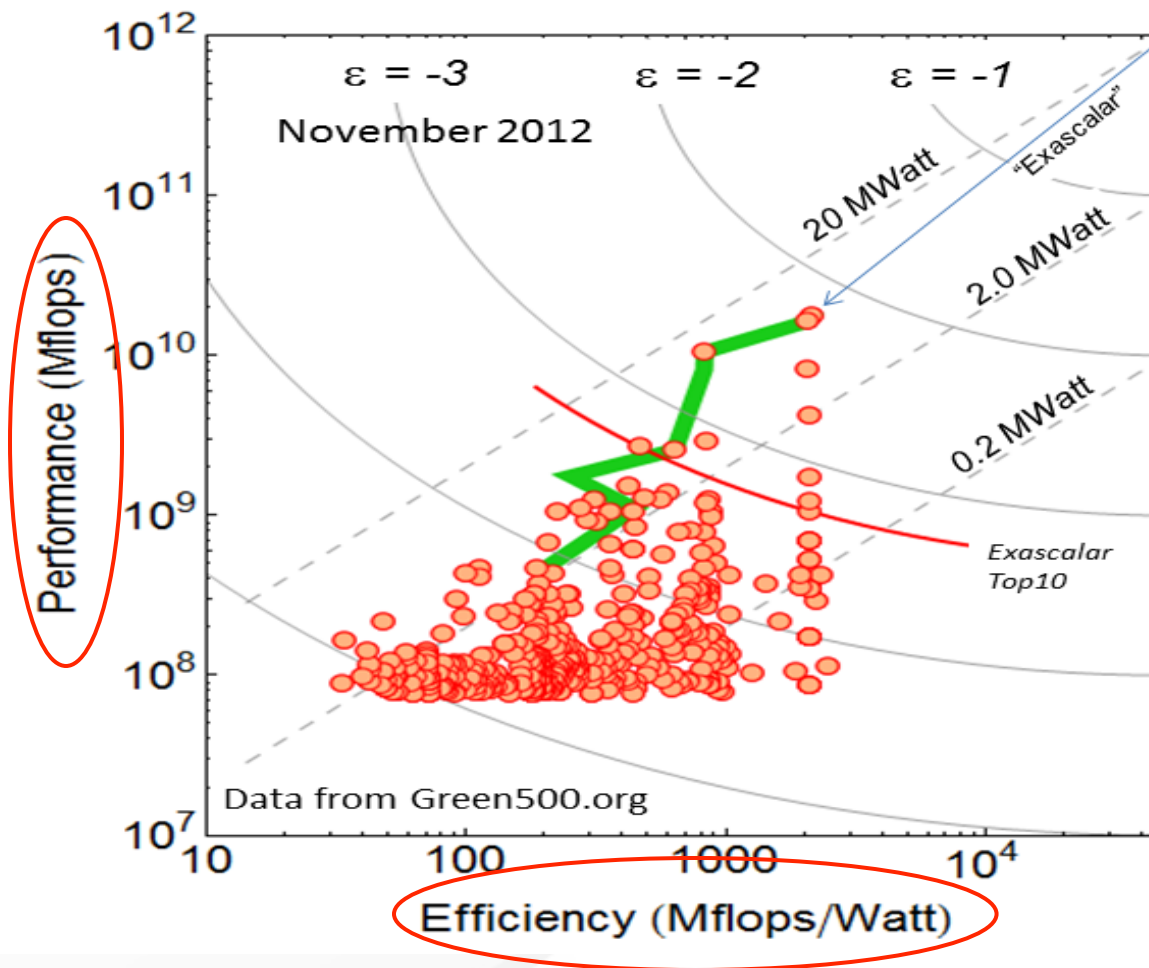 10¹²
10¹¹
10¹⁰
10⁹
10⁸
10⁷
Performance (Mflops)
ε = -3
ε = -2
ε = -1
November 2012
"Exascalar"
20 MWatt
2.0 MWatt
0.2 MWatt
Exascalar
Top10
Data from Green500.org
10
100
1000
10⁴
Efficiency (Mflops/Watt)